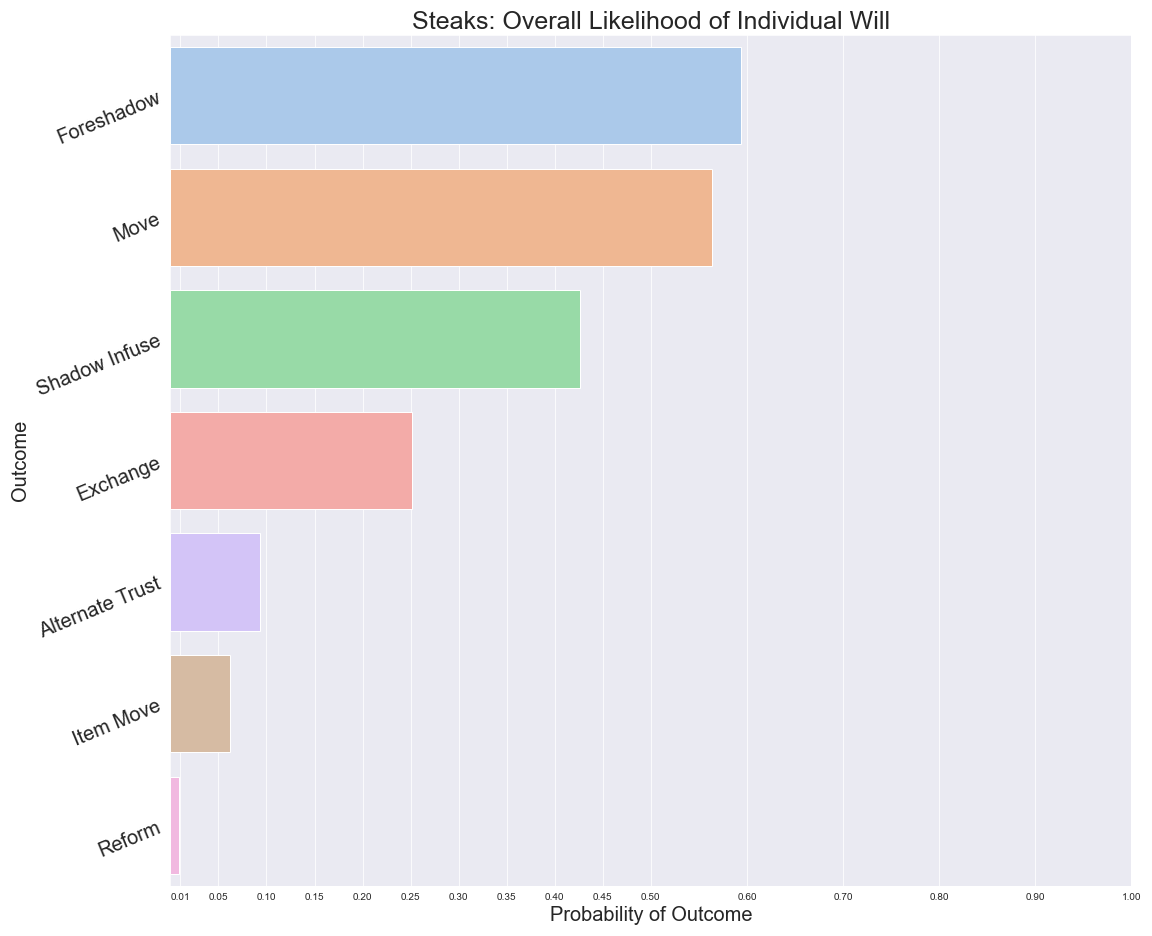 Steaks: Overall Likelihood of Individual Will
Foreshadow
Move
Shadow Infuse
Exchange
Alternate Trust
Item Move
Reform
Outcome
0.01 0.05 0.10 0.15 0.20 0.25 0.30 0.35 0.40 0.45 0.50 0.60 0.70 0.80 0.90 1.00
Probability of Outcome